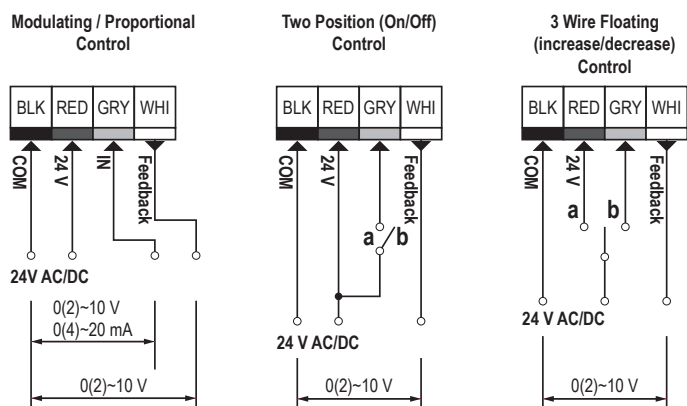 Modulating / Proportional
Control
BLK RED GRY WHI
COM
24 V
IN
Feedback
24V AC/DC
0(2)~10 V
0(4)~20 mA
0(2)~10 V
Two Position (On/Off)
Control
BLK RED GRY WHI
COM
24 V
Feedback
a b
24 V AC/DC
0(2)~10 V
3 Wire Floating
(increase/decrease)
Control
BLK RED GRY WHI
COM
24 V
Feedback
a b
24 V AC/DC
0(2)~10 V